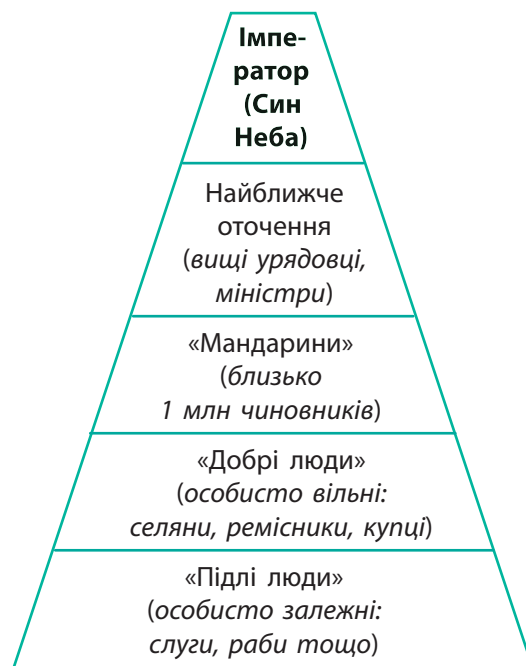 Імпе-
ратор
(Син
Неба)
Найближче
оточення
(вищі урядовці,
міністри)
«Мандарини»
(близько
1 млн чиновників)
«Добрі люди»
(особисто вільні:
селяни, ремісники, купці)
«Підлі люди»
(особисто залежні:
слуги, раби тощо)